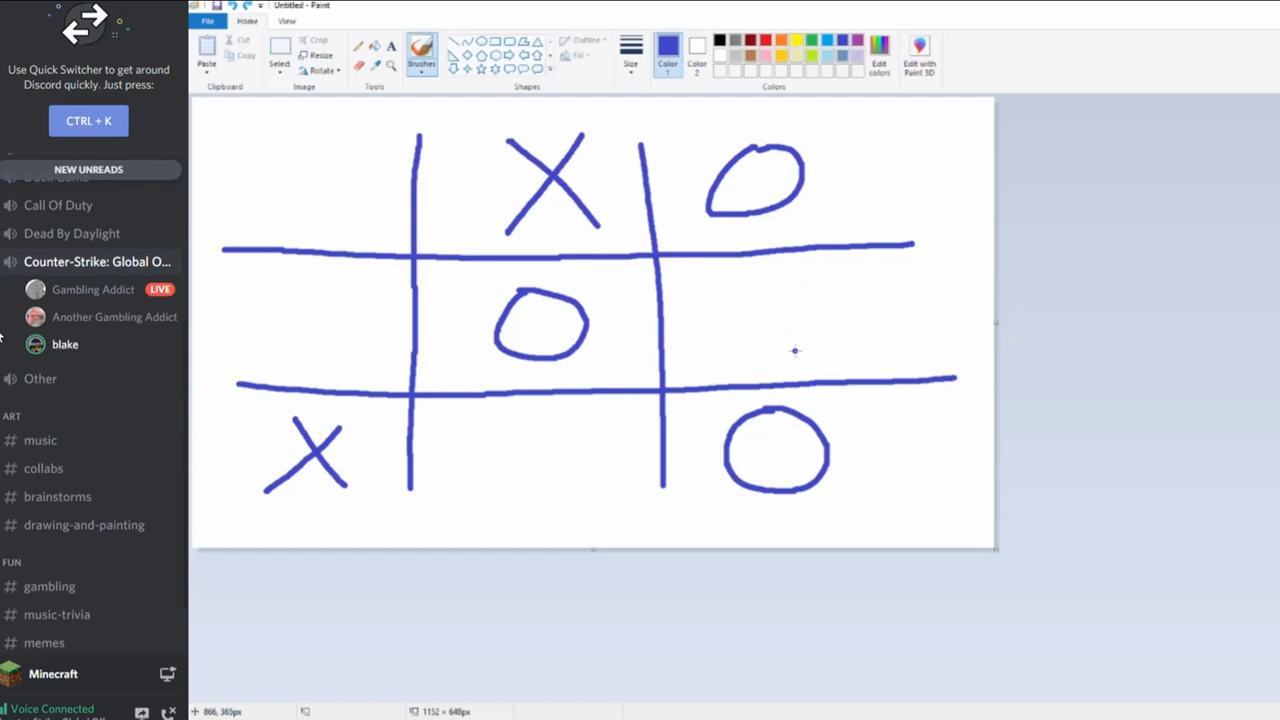 Untitled - Paint
File Home View
Paste
Cut
Copy
Clipboard
Select
Crop
Resize
Rotate
Image
Tools
Brushes
Shapes
Outline
Fill
Size
Color 1
Color 2
Edit colors
Edit with Paint 3D
Colors
Use Quick Switcher to get around
Discord quickly. Just press:
CTRL + K
NEW UNREADS
Call Of Duty
Dead By Daylight
Counter-Strike: Global O...
Gambling Addict LIVE
Another Gambling Addict
blake
Other
ART
# music
# collabs
# brainstorms
# drawing-and-painting
FUN
# gambling
# music-trivia
# memes
Minecraft
Voice Connected
X O
O
X O
866, 365px
1152 × 648px